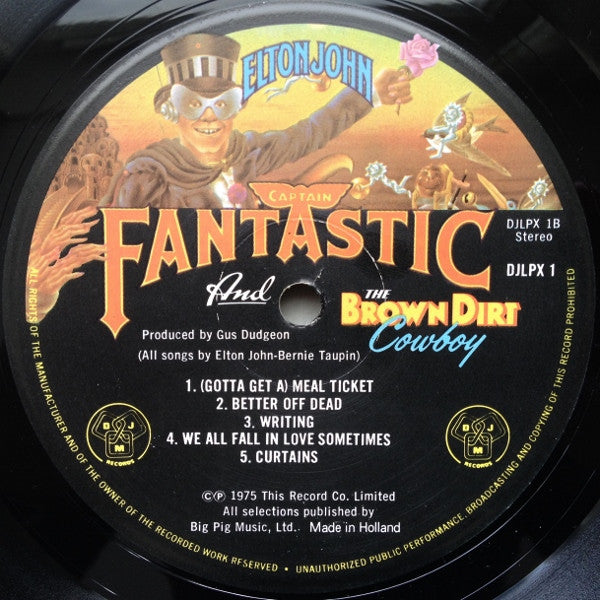 ELTON JOHN
CAPTAIN
FANTASTIC
And
THE
BROWN DIRT
Cowboy
DJLPX 1B
Stereo
DJLPX 1
Produced by Gus Dudgeon
(All songs by Elton John-Bernie Taupin)
1. (GOTTA GET A) MEAL TICKET
2. BETTER OFF DEAD
3. WRITING
4. WE ALL FALL IN LOVE SOMETIMES
5. CURTAINS
DJM
RECORDS
DJM
RECORDS
©℗ 1975 This Record Co. Limited
All selections published by
Big Pig Music, Ltd. Made in Holland
ALL RIGHTS OF THE MANUFACTURER AND OF THE OWNER OF THE RECORDED WORK RESERVED • UNAUTHORIZED PUBLIC PERFORMANCE, BROADCASTING AND COPYING OF THIS RECORD PROHIBITED